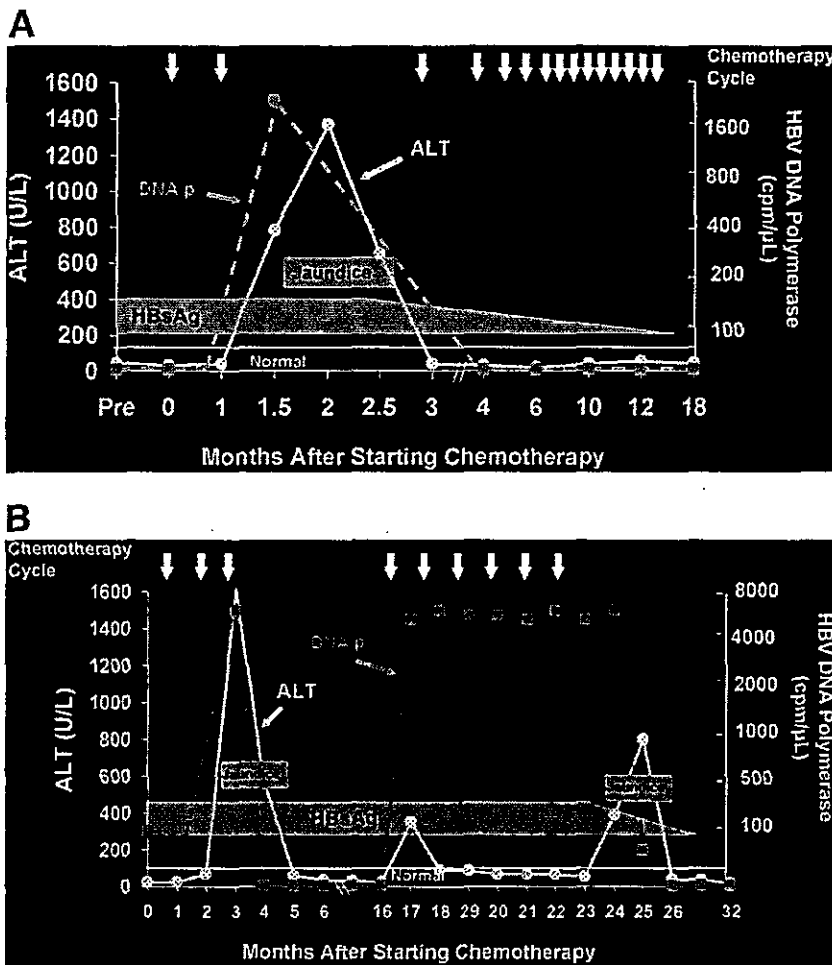 A
Chemotherapy
Cycle
1600
1400
1200
1000
800
600
400
200
0
ALT (U/L)
1600
800
400
200
100
HBV DNA Polymerase
(cpm/µL)
DNA p
ALT
Jaundice
HBsAg
Normal
Pre 0 1 1.5 2 2.5 3 4 6 10 12 18
Months After Starting Chemotherapy
B
Chemotherapy
Cycle
1600
1400
1200
1000
800
600
400
200
0
ALT (U/L)
8000
4000
2000
1000
500
100
HBV DNA Polymerase
(cpm/µL)
DNA p
ALT
HBsAg
Normal
0 1 2 3 4 5 6 16 17 18 29 20 21 22 23 24 25 26 32
Months After Starting Chemotherapy